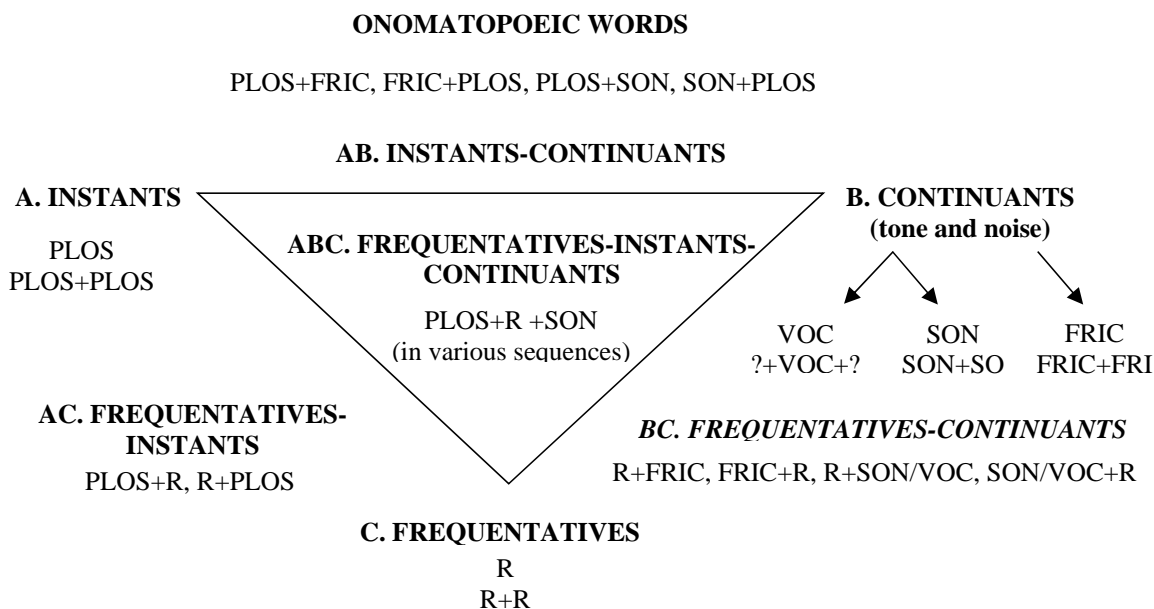 ONOMATOPOEIC WORDS
PLOS+FRIC, FRIC+PLOS, PLOS+SON, SON+PLOS
AB. INSTANTS-CONTINUANTS
A. INSTANTS
PLOS
PLOS+PLOS
B. CONTINUANTS
(tone and noise)
ABC. FREQUENTATIVES-INSTANTS-
CONTINUANTS
PLOS+R +SON
(in various sequences)
VOC
?+VOC+?
SON
SON+SO
FRIC
FRIC+FRI
AC. FREQUENTATIVES-
INSTANTS
PLOS+R, R+PLOS
BC. FREQUENTATIVES-CONTINUANTS
R+FRIC, FRIC+R, R+SON/VOC, SON/VOC+R
C. FREQUENTATIVES
R
R+R